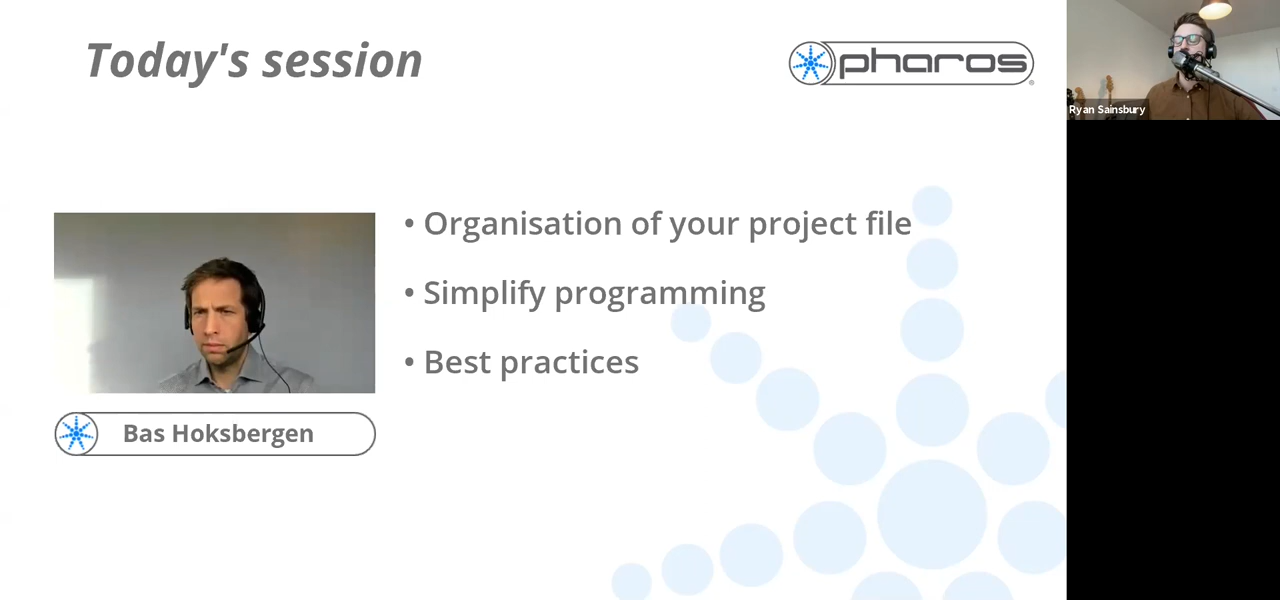 Today's session
pharos
®
Ryan Sainsbury
• Organisation of your project file
• Simplify programming
• Best practices
Bas Hoksbergen